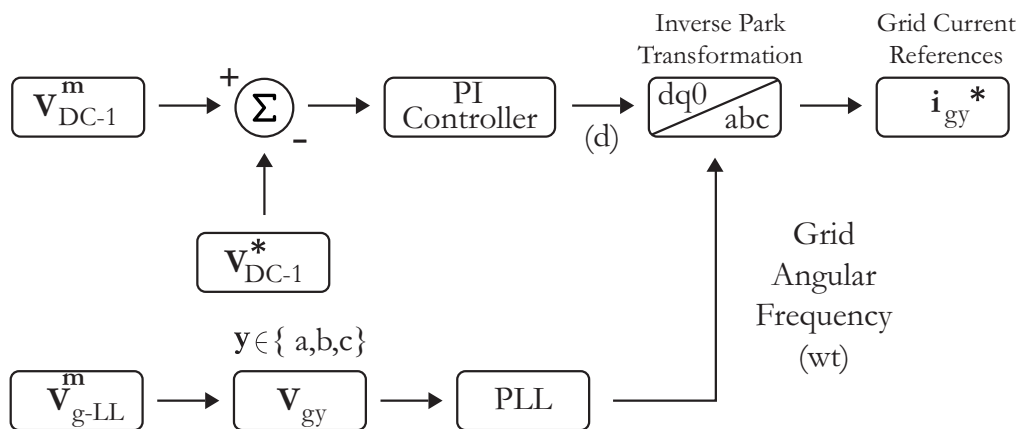 Inverse Park
Transformation
Grid Current
References
V^m_DC-1
+
Σ
-
PI
Controller
(d)
dq0
abc
i_gy*
V*_DC-1
Grid
Angular
Frequency
(wt)
y∈{ a,b,c}
V^m_g-LL
V_gy
PLL